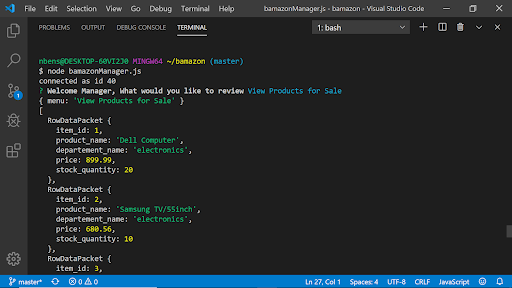 File Edit Selection View Go Debug Terminal Help bamazonManager.js - bamazon - Visual Studio Code
PROBLEMS OUTPUT DEBUG CONSOLE TERMINAL 1: bash
nbens@DESKTOP-60VI2J0 MINGW64 ~/bamazon (master)
$ node bamazonManager.js
connected as id 40
? Welcome Manager, What would you like to review View Products for Sale
{ menu: 'View Products for Sale' }
[
RowDataPacket {
item_id: 1,
product_name: 'Dell Computer',
departement_name: 'electronics',
price: 899.99,
stock_quantity: 20
},
RowDataPacket {
item_id: 2,
product_name: 'Samsung TV/55inch',
departement_name: 'electronics',
price: 680.56,
stock_quantity: 10
},
RowDataPacket {
item_id: 3,
1
master* 0 0 Ln 27, Col 1 Spaces: 4 UTF-8 CRLF JavaScript